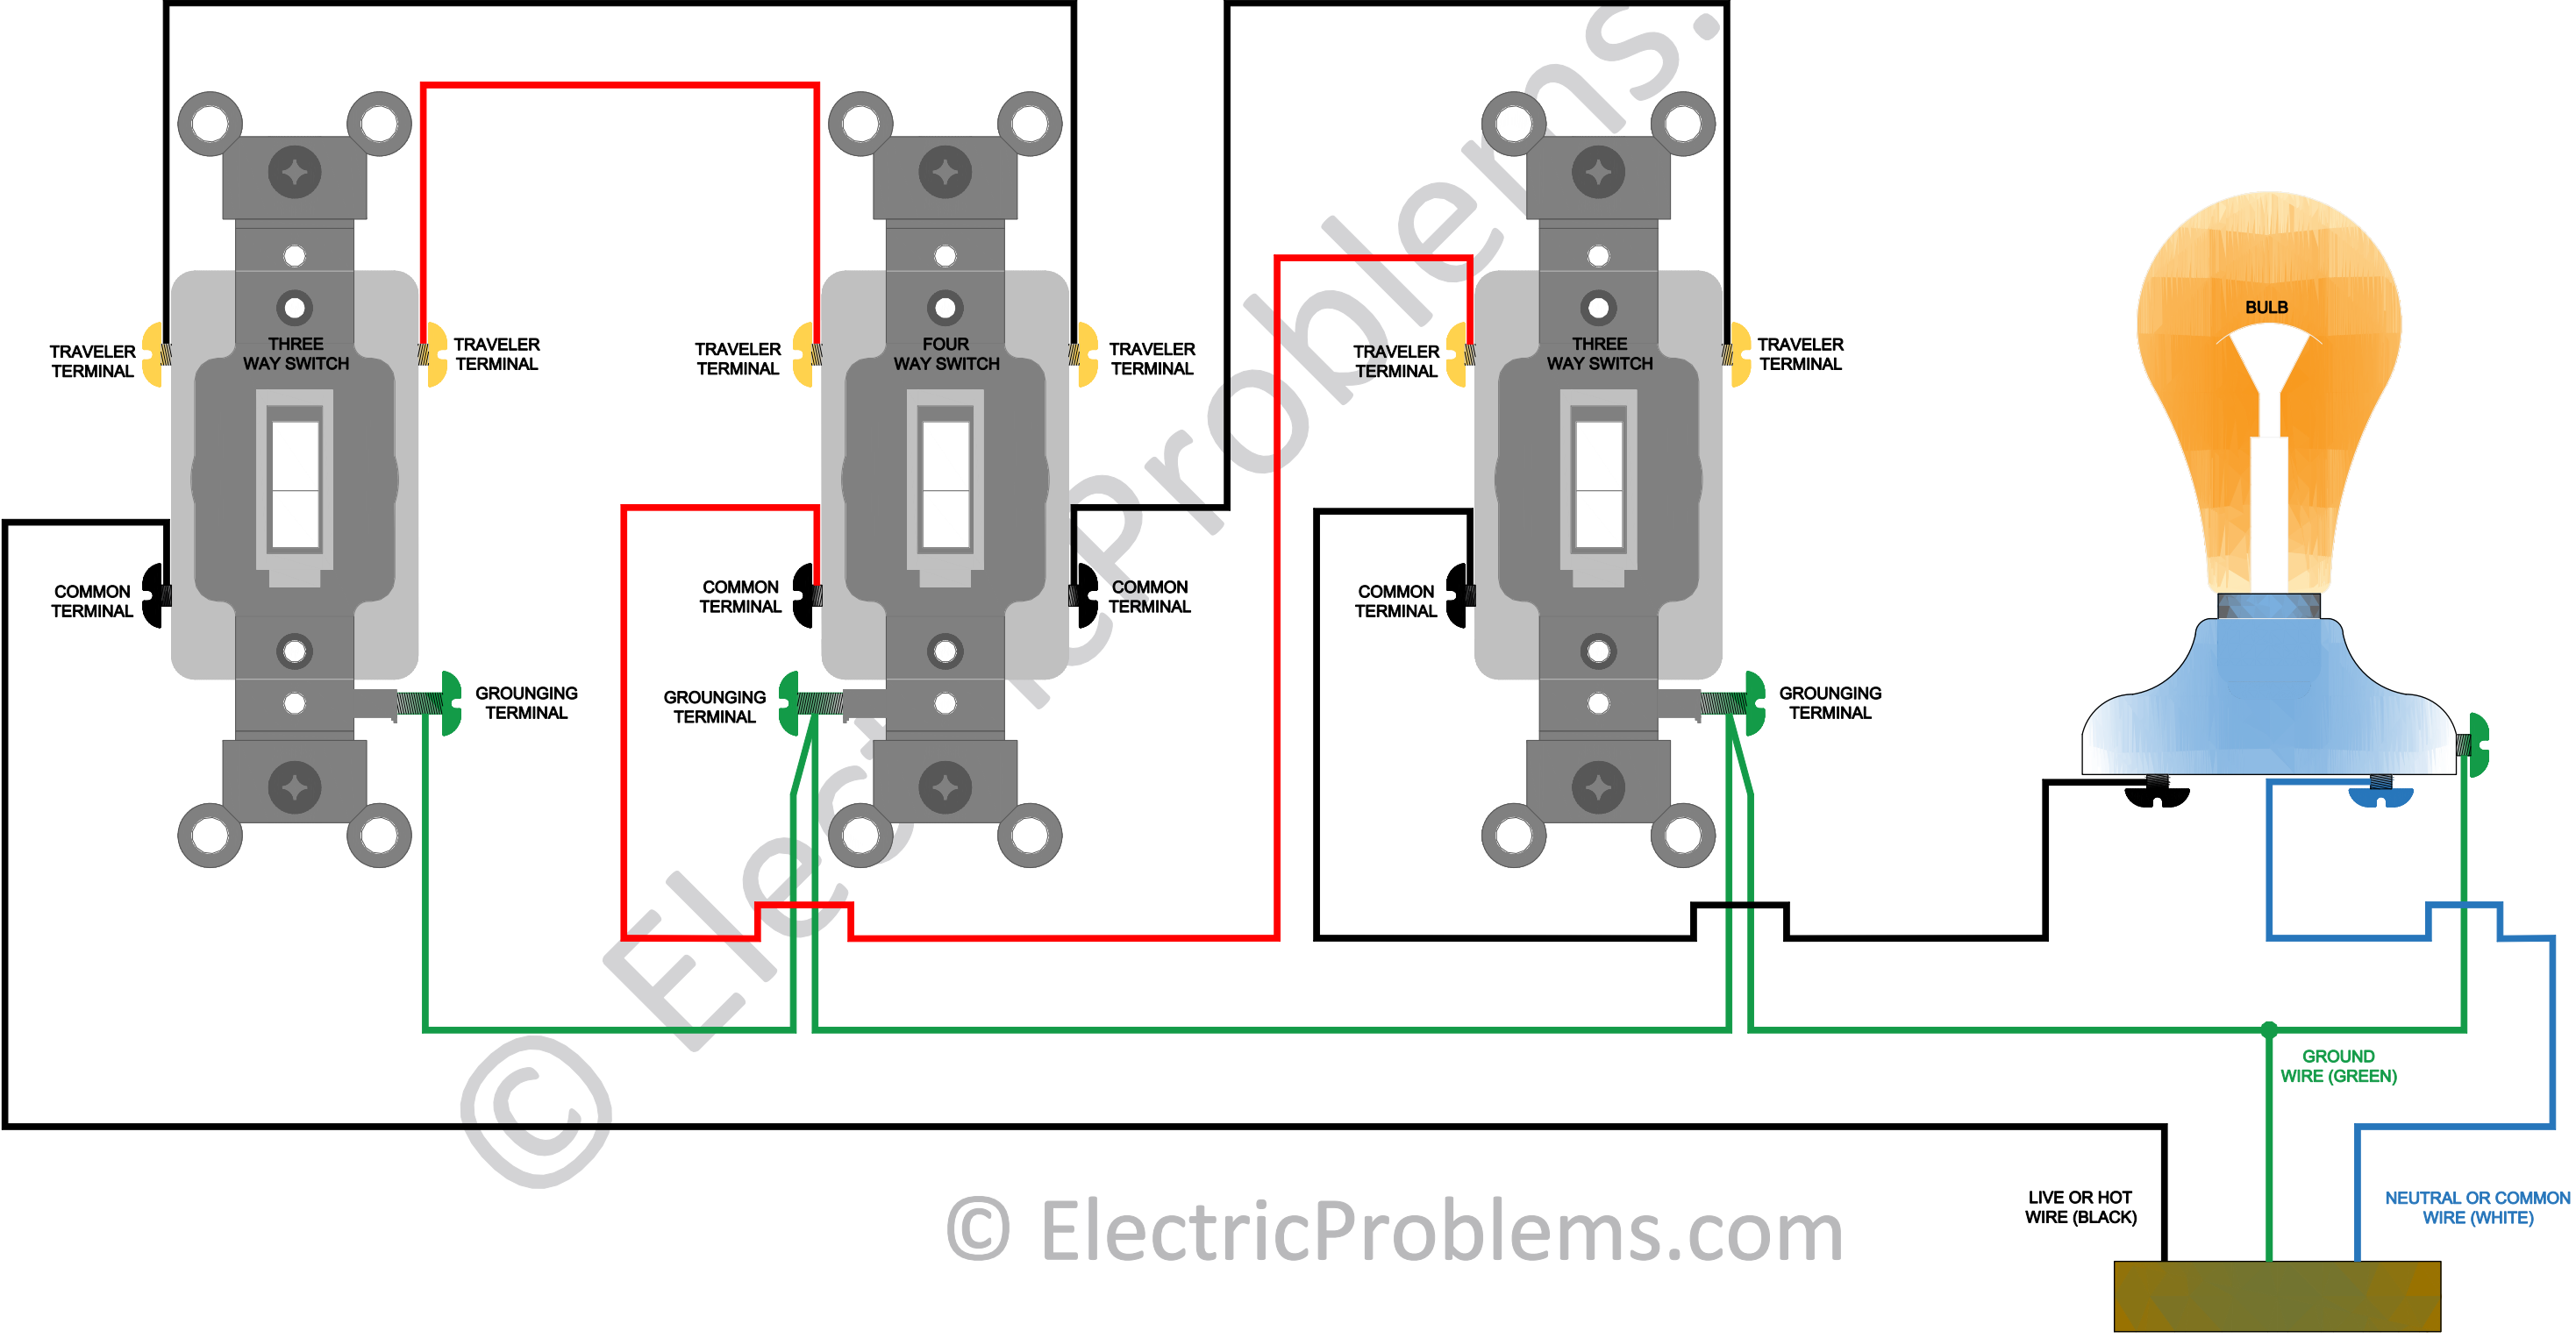 THREE
WAY SWITCH
TRAVELER
TERMINAL
TRAVELER
TERMINAL
COMMON
TERMINAL
GROUNGING
TERMINAL
FOUR
WAY SWITCH
TRAVELER
TERMINAL
TRAVELER
TERMINAL
COMMON
TERMINAL
COMMON
TERMINAL
GROUNGING
TERMINAL
THREE
WAY SWITCH
TRAVELER
TERMINAL
TRAVELER
TERMINAL
COMMON
TERMINAL
GROUNGING
TERMINAL
BULB
GROUND
WIRE (GREEN)
LIVE OR HOT
WIRE (BLACK)
NEUTRAL OR COMMON
WIRE (WHITE)
© ElectricProblems.
© ElectricProblems.com